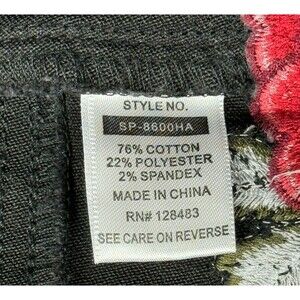 STYLE NO.
SP-8600HA
76% COTTON
22% POLYESTER
2% SPANDEX
MADE IN CHINA
RN# 128483
SEE CARE ON REVERSE